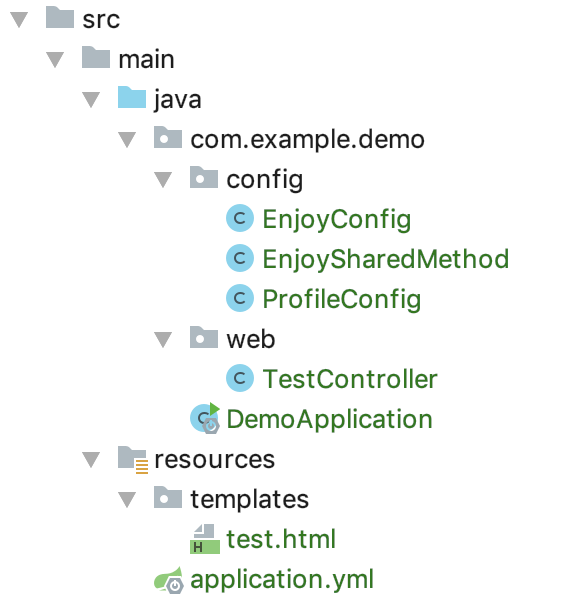 src
main
java
com.example.demo
config
C EnjoyConfig
C EnjoySharedMethod
C ProfileConfig
web
C TestController
C DemoApplication
resources
templates
H test.html
application.yml